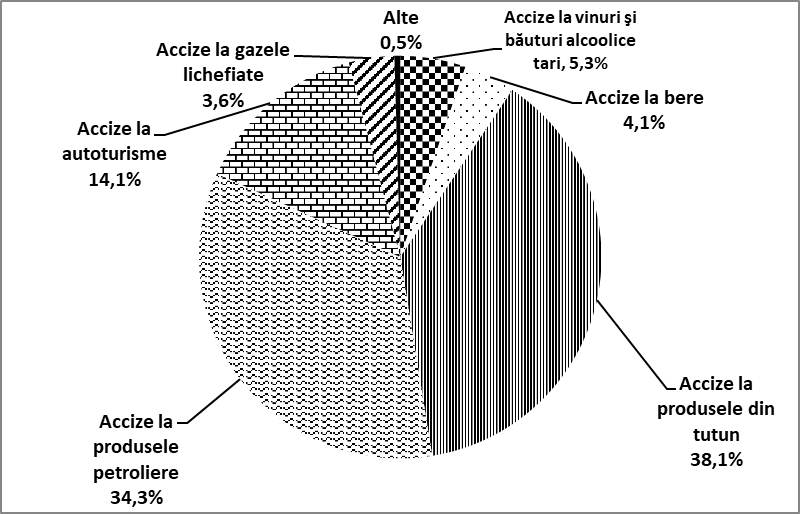 Alte
0,5%
Accize la vinuri şi
băuturi alcoolice
tari, 5,3%
Accize la bere
4,1%
Accize la
produsele din
tutun
38,1%
Accize la
produsele
petroliere
34,3%
Accize la
autoturisme
14,1%
Accize la gazele
lichefiate
3,6%